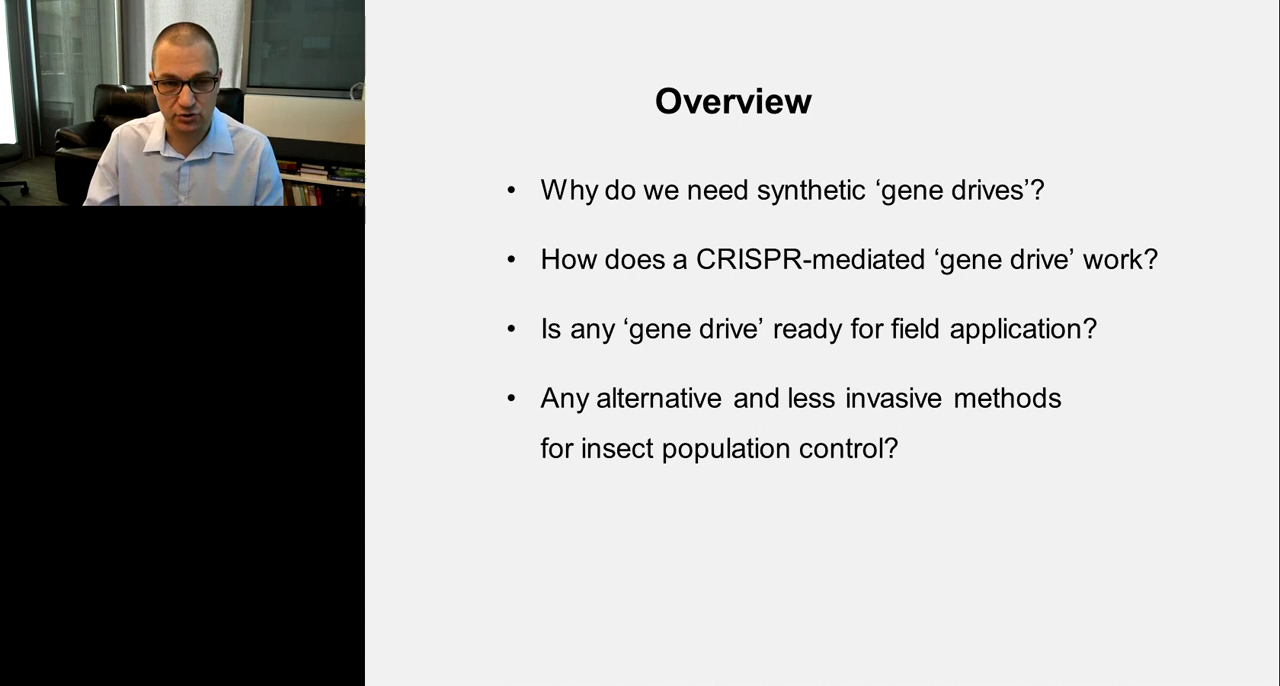 Overview
• Why do we need synthetic ‘gene drives’?
• How does a CRISPR-mediated ‘gene drive’ work?
• Is any ‘gene drive’ ready for field application?
• Any alternative and less invasive methods
for insect population control?